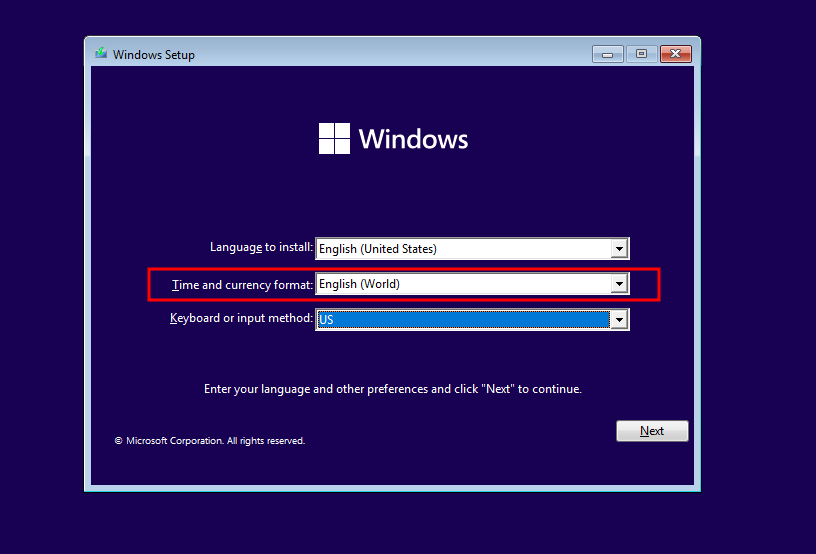 Windows Setup
Windows
Language to install: English (United States)
Time and currency format: English (World)
Keyboard or input method: US
Enter your language and other preferences and click "Next" to continue.
Next
© Microsoft Corporation. All rights reserved.